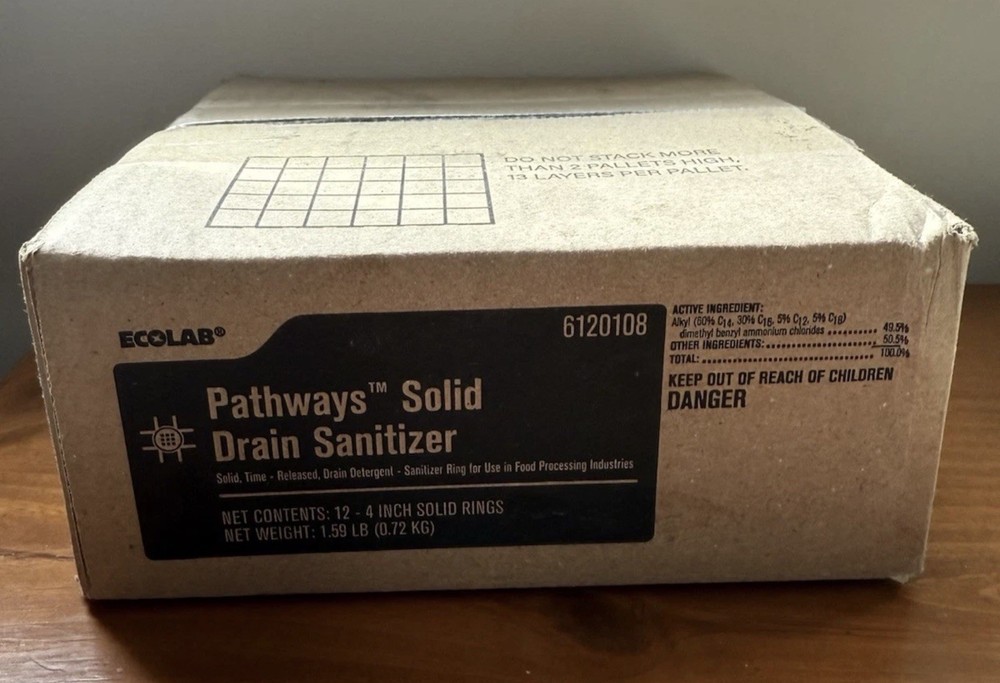 DO NOT STACK MORE
THAN 2 PALLETS HIGH,
13 LAYERS PER PALLET.
ECOLAB®
6120108
Pathways™ Solid
Drain Sanitizer
Solid, Time - Released, Drain Detergent - Sanitizer Ring for Use in Food Processing Industries
NET CONTENTS: 12 - 4 INCH SOLID RINGS
NET WEIGHT: 1.59 LB (0.72 KG)
ACTIVE INGREDIENT:
Alkyl (60% C14, 30% C16, 5% C12, 5% C18)
dimethyl benzyl ammonium chlorides .......... 49.5%
OTHER INGREDIENTS: .......................... 50.5%
TOTAL: .......................................... 100.0%
KEEP OUT OF REACH OF CHILDREN
DANGER